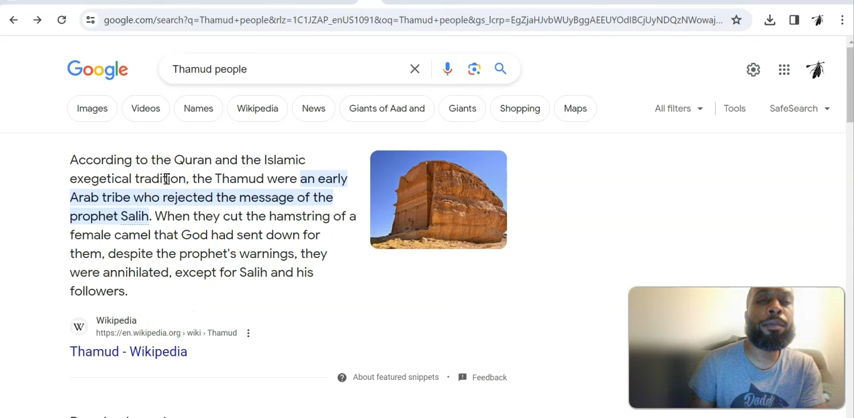 google.com/search?q=Thamud+people&rlz=1C1JZAP_enUS1091&oq=Thamud+people&gs_lcrp=EgZjaHJvbWUyBggAEEUYOdIBCjUyNDQzNWowaj...
Google
Thamud people
Images Videos Names Wikipedia News Giants of Aad and Giants Shopping Maps All filters Tools SafeSearch
According to the Quran and the Islamic
exegetical tradition, the Thamud were an early
Arab tribe who rejected the message of the
prophet Salih. When they cut the hamstring of a
female camel that God had sent down for
them, despite the prophet's warnings, they
were annihilated, except for Salih and his
followers.
W
Wikipedia
https://en.wikipedia.org › wiki › Thamud
Thamud - Wikipedia
About featured snippets • Feedback